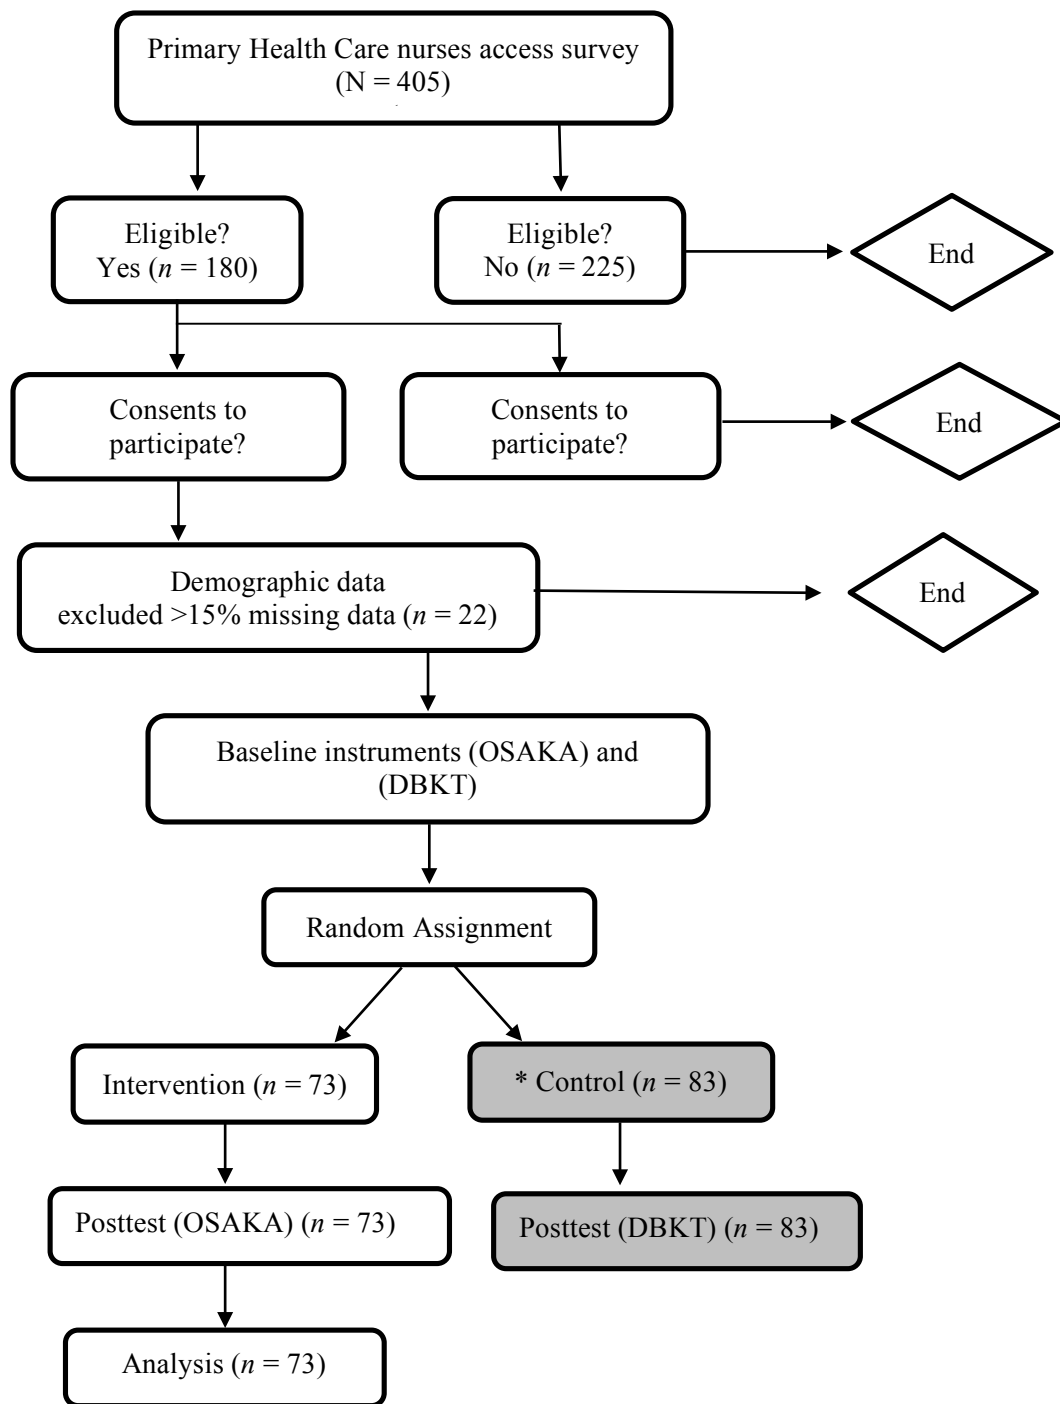 Primary Health Care nurses access survey
(N = 405)
Eligible?
Yes (n = 180)
Eligible?
No (n = 225)
End
Consents to
participate?
Consents to
participate?
End
Demographic data
excluded >15% missing data (n = 22)
End
Baseline instruments (OSAKA) and
(DBKT)
Random Assignment
Intervention (n = 73)
* Control (n = 83)
Posttest (OSAKA) (n = 73)
Posttest (DBKT) (n = 83)
Analysis (n = 73)